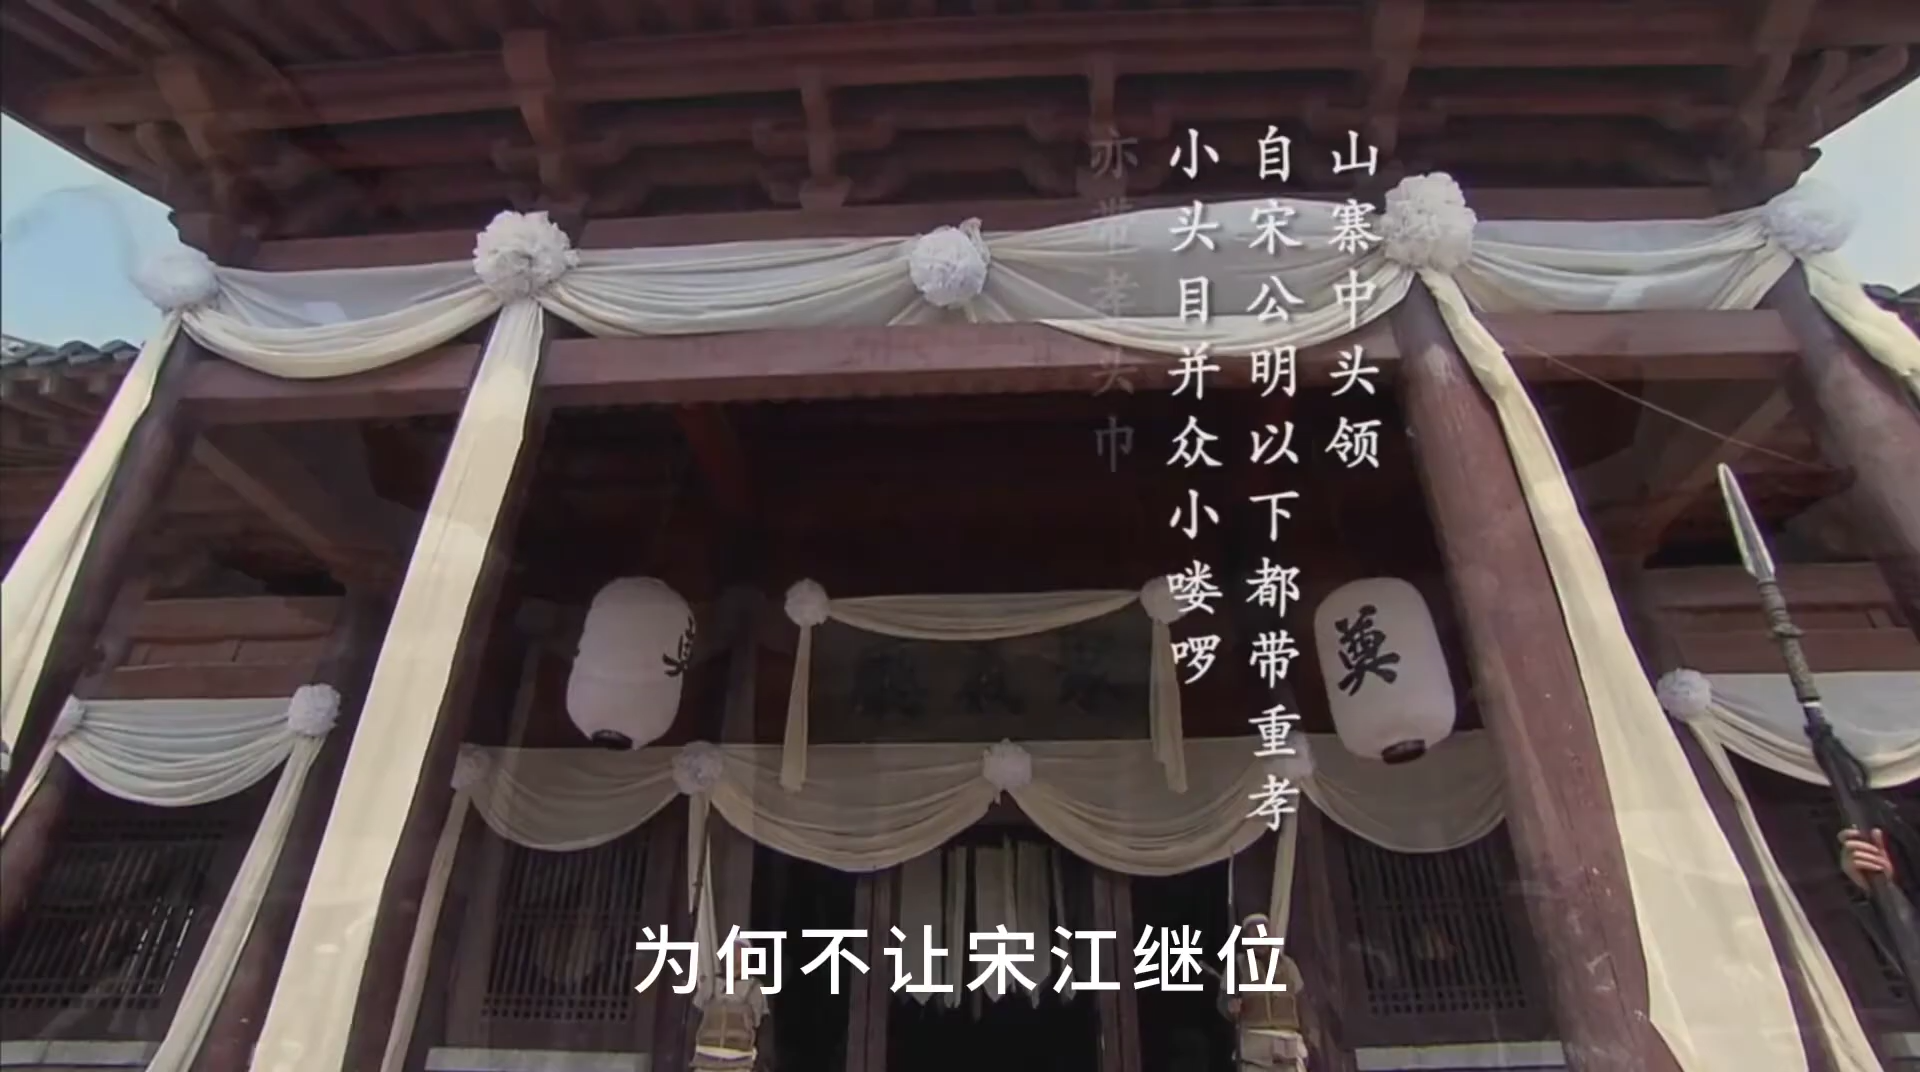 山寨中头领
自宋公明以下都带重孝
小头目并众小喽啰
亦带孝头巾
奠
为何不让宋江继位